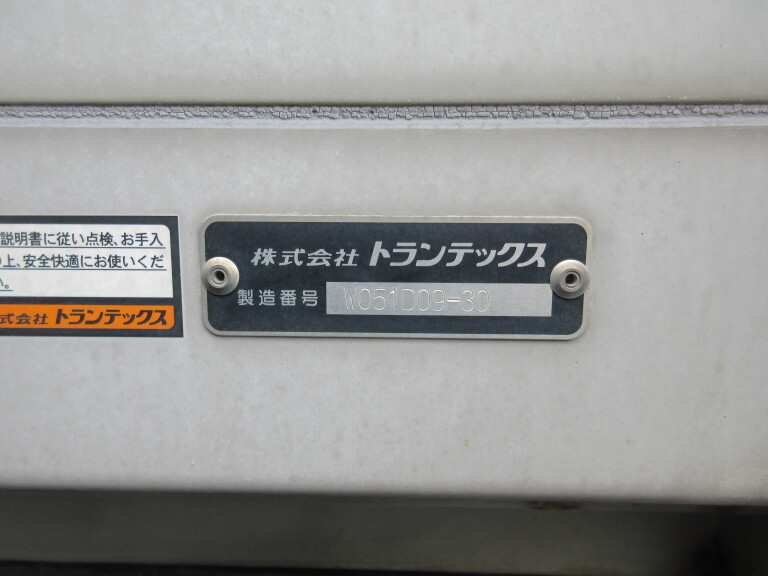 説明書に従い点検、お手入
上、安全快適にお使いくだ
い。
式会社 トランテックス
株式会社 トランテックス
製造番号 W051D09-30